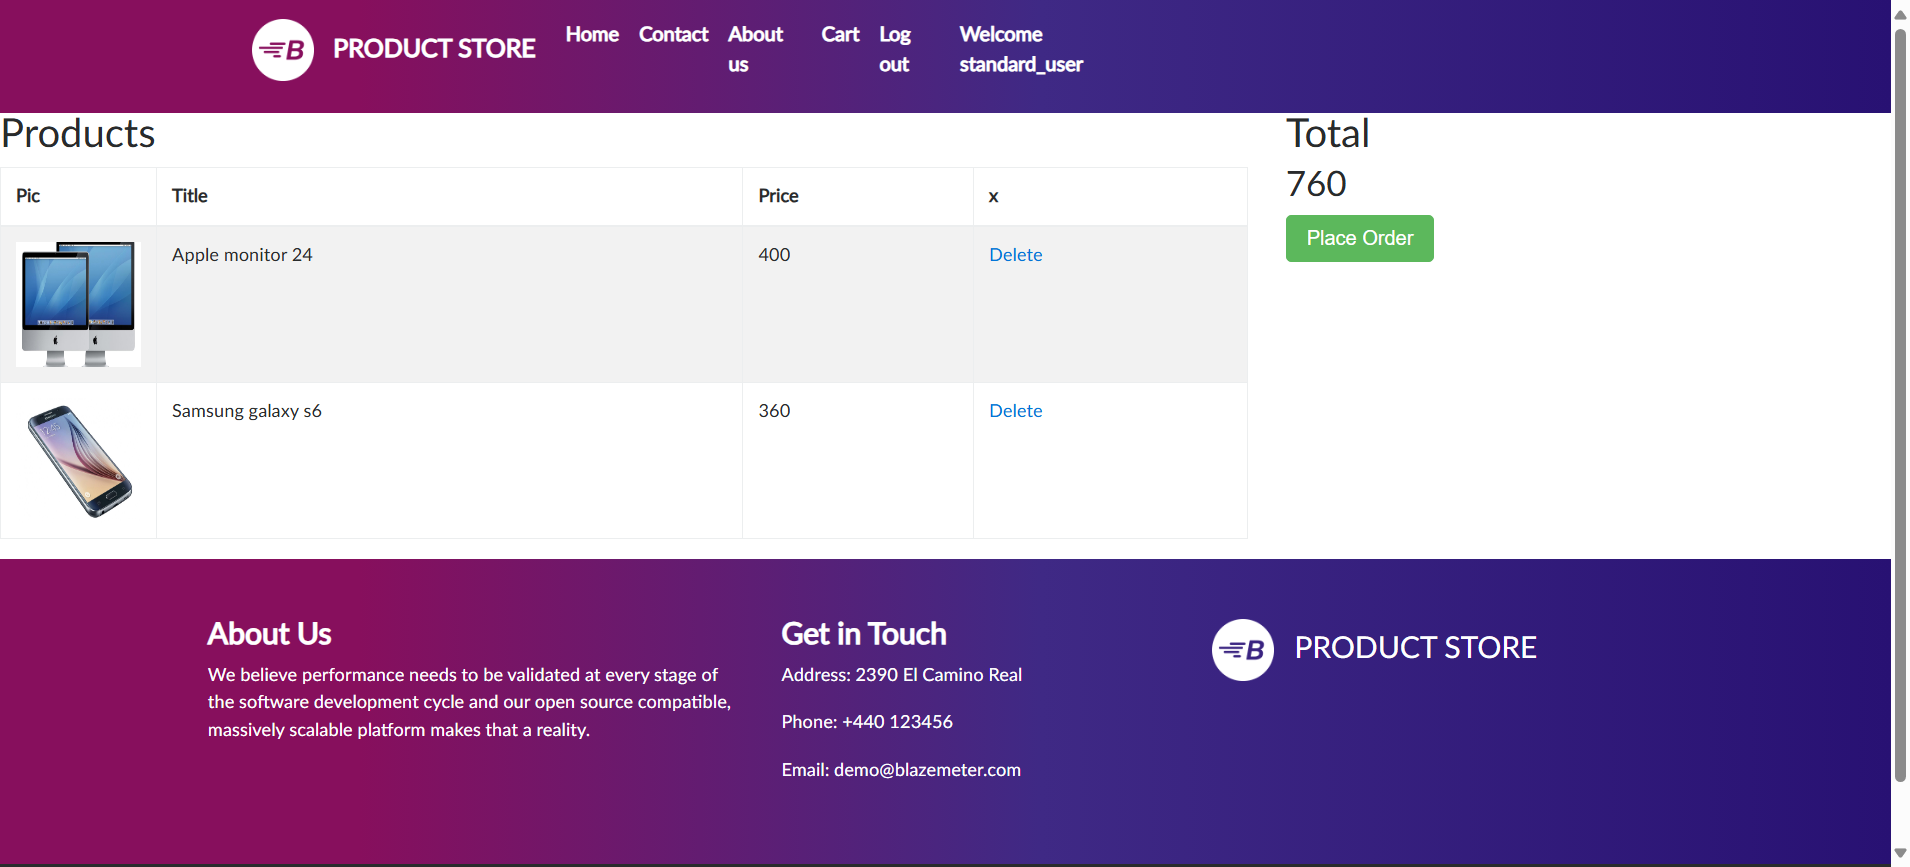 B PRODUCT STORE Home Contact About us Cart Log out Welcome standard_user
Products
Total
760
Place Order
Pic Title Price x
Apple monitor 24 400 Delete
Samsung galaxy s6 360 Delete
About Us
We believe performance needs to be validated at every stage of
the software development cycle and our open source compatible,
massively scalable platform makes that a reality.
Get in Touch
Address: 2390 El Camino Real
Phone: +440 123456
Email: demo@blazemeter.com
B PRODUCT STORE